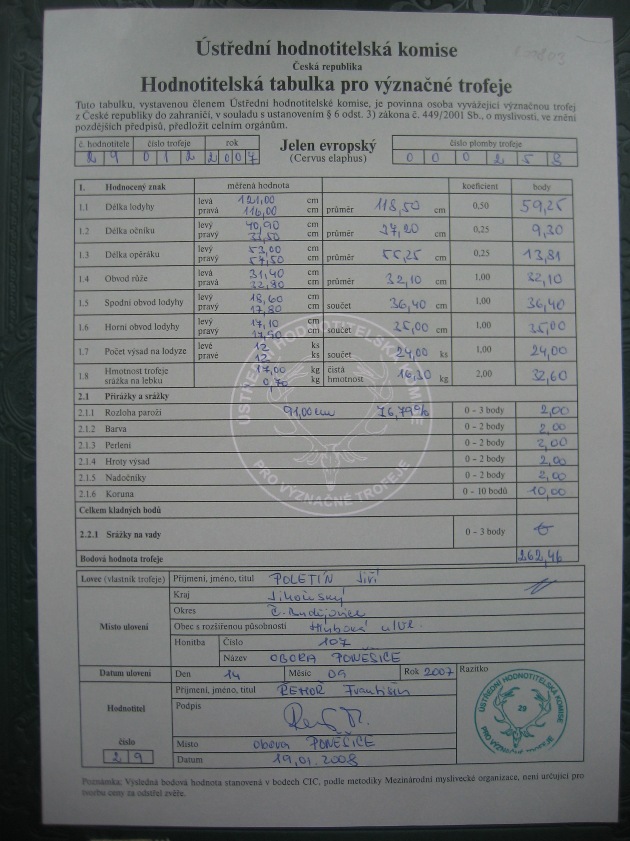 Ústřední hodnotitelská komise
Česká republika
Hodnotitelská tabulka pro význačné trofeje
Tuto tabulku, vystavenou členem Ústřední hodnotitelské komise, je povinna osoba vyvážející význačnou trofej
z České republiky do zahraničí, v souladu s ustanovením § 6 odst. 3) zákona č. 449/2001 Sb., o myslivosti, ve znění
pozdějších předpisů, předložit celním orgánům.
č. hodnotitele číslo trofeje rok
2 9 0 1 2 2 0 0 7
Jelen evropský
(Cervus elaphus)
číslo plomby trofeje
0 0 0 2 5 8
1. Hodnocený znak měřená hodnota koeficient body
1.1 Délka lodyhy levá 121,00 cm
pravá 116,00 cm průměr 118,50 cm 0,50 59,25
1.2 Délka očníku levý 40,90 cm
pravý 33,50 cm průměr 37,20 cm 0,25 9,30
1.3 Délka opěráku levý 53,00 cm
pravý 57,50 cm průměr 55,25 cm 0,25 13,81
1.4 Obvod růže levá 31,40 cm
pravá 32,80 cm průměr 32,10 cm 1,00 32,10
1.5 Spodní obvod lodyhy levý 18,60 cm
pravý 17,80 cm součet 36,40 cm 1,00 36,40
1.6 Horní obvod lodyhy levý 17,10 cm
pravý cm součet 35,00 cm 1,00 35,00
1.7 Počet výsad na lodyze levé 12 ks
pravé 12 ks součet 24,00 ks 1,00 24,00
1.8 Hmotnost trofeje 17,00 kg čistá
srážka na lebku 0,70 kg hmotnost 16,30 kg 2,00 32,60
2.1 Přirážky a srážky
2.1.1 Rozloha paroží 91,00 cm 76,79% 0 – 3 body 2,00
2.1.2 Barva 0 – 2 body 2,00
2.1.3 Perlení 0 – 2 body 2,00
2.1.4 Hroty výsad 0 – 2 body 2,00
2.1.5 Nadočníky 0 – 2 body 2,00
2.1.6 Koruna 0 – 10 bodů 10,00
Celkem kladných bodů
2.2.1 Srážky na vady 0 – 3 body
Bodová hodnota trofeje 262,46
Lovec (vlastník trofeje) Příjmení, jméno, titul POLETÍN Jiří
Místo ulovení Kraj Jihočeský
Okres Č. Budějovice
Obec s rozšířenou působností Hluboká n/Vl.
Honitba Číslo 107
Název OBORA PONĚŠICE
Datum ulovení Den 14 Měsíc 09 Rok 2007 Razítko
Hodnotitel Příjmení, jméno, titul ŘEHOŘ František
Podpis
číslo
2 9
Místo obora PONĚŠICE
Datum 19.01.2008
ÚSTŘEDNÍ HODNOTITELSKÁ KOMISE
29
PRO VÝZNAČNÉ TROFEJE
ÚSTŘEDNÍ HODNOTITELSKÁ KOMISE
PRO VÝZNAČNÉ TROFEJE
Poznámka: Výsledná bodová hodnota stanovená v bodech CIC, podle metodiky Mezinárodní myslivecké organizace, není určující pro
tvorbu ceny za odstřel zvěře.